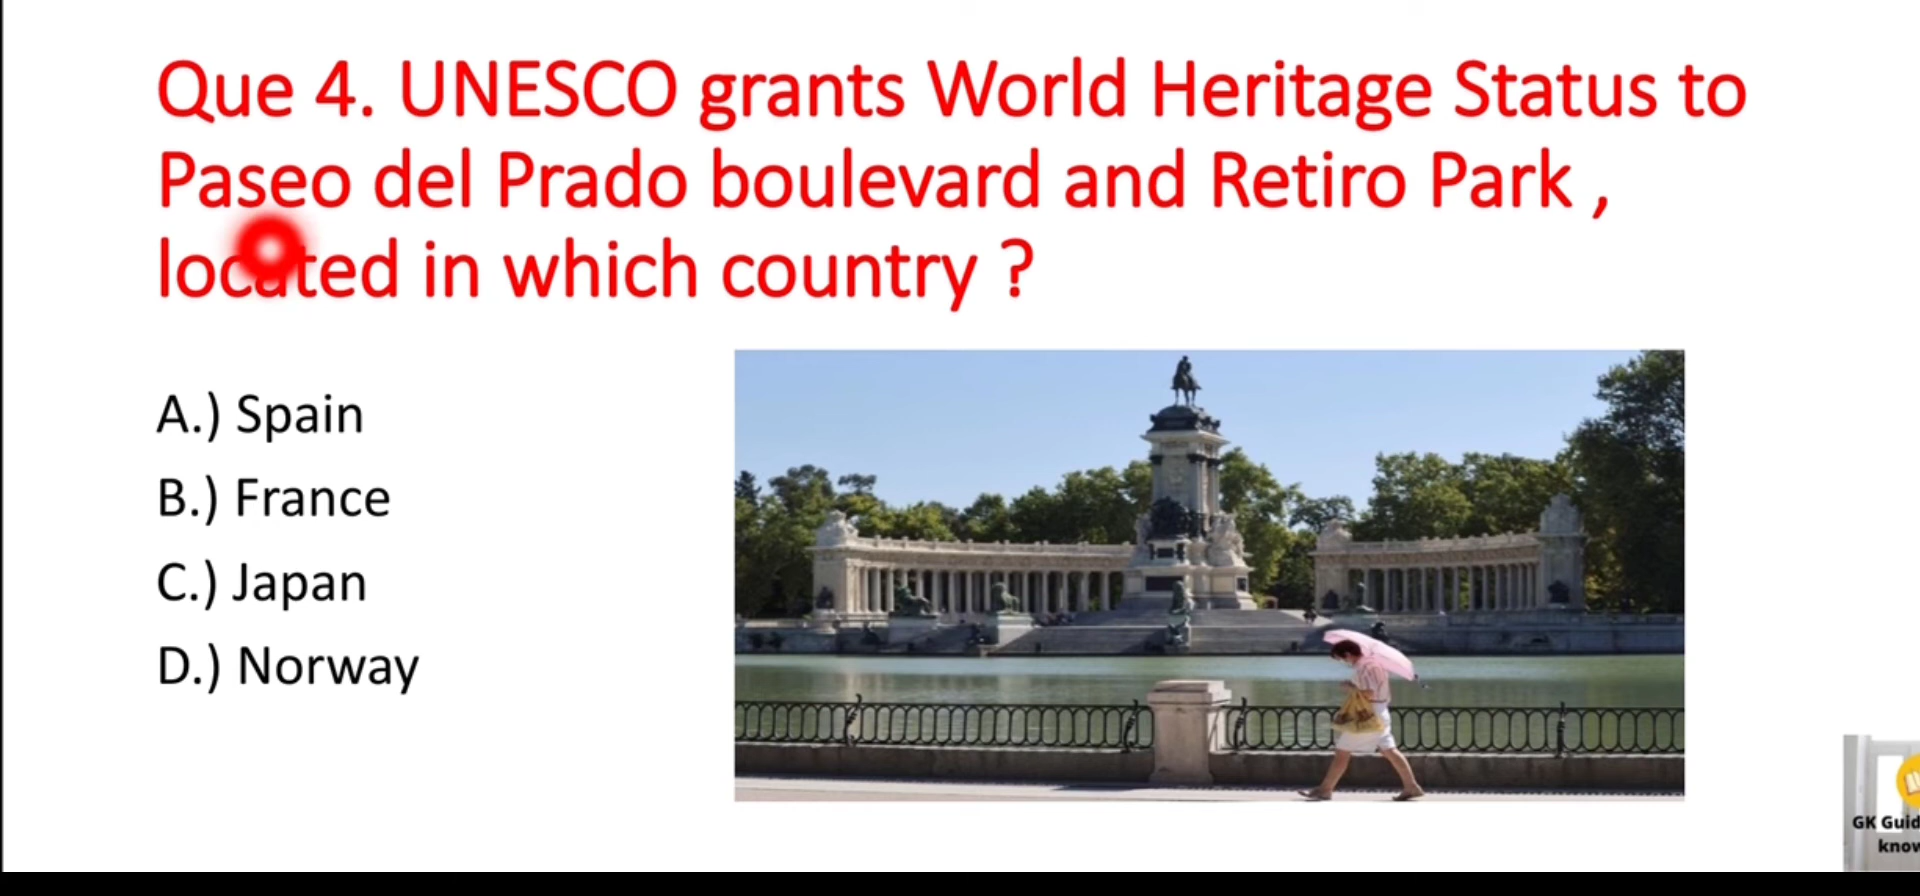 Que 4. UNESCO grants World Heritage Status to
Paseo del Prado boulevard and Retiro Park ,
located in which country ?
A.) Spain
B.) France
C.) Japan
D.) Norway
GK Guid
know